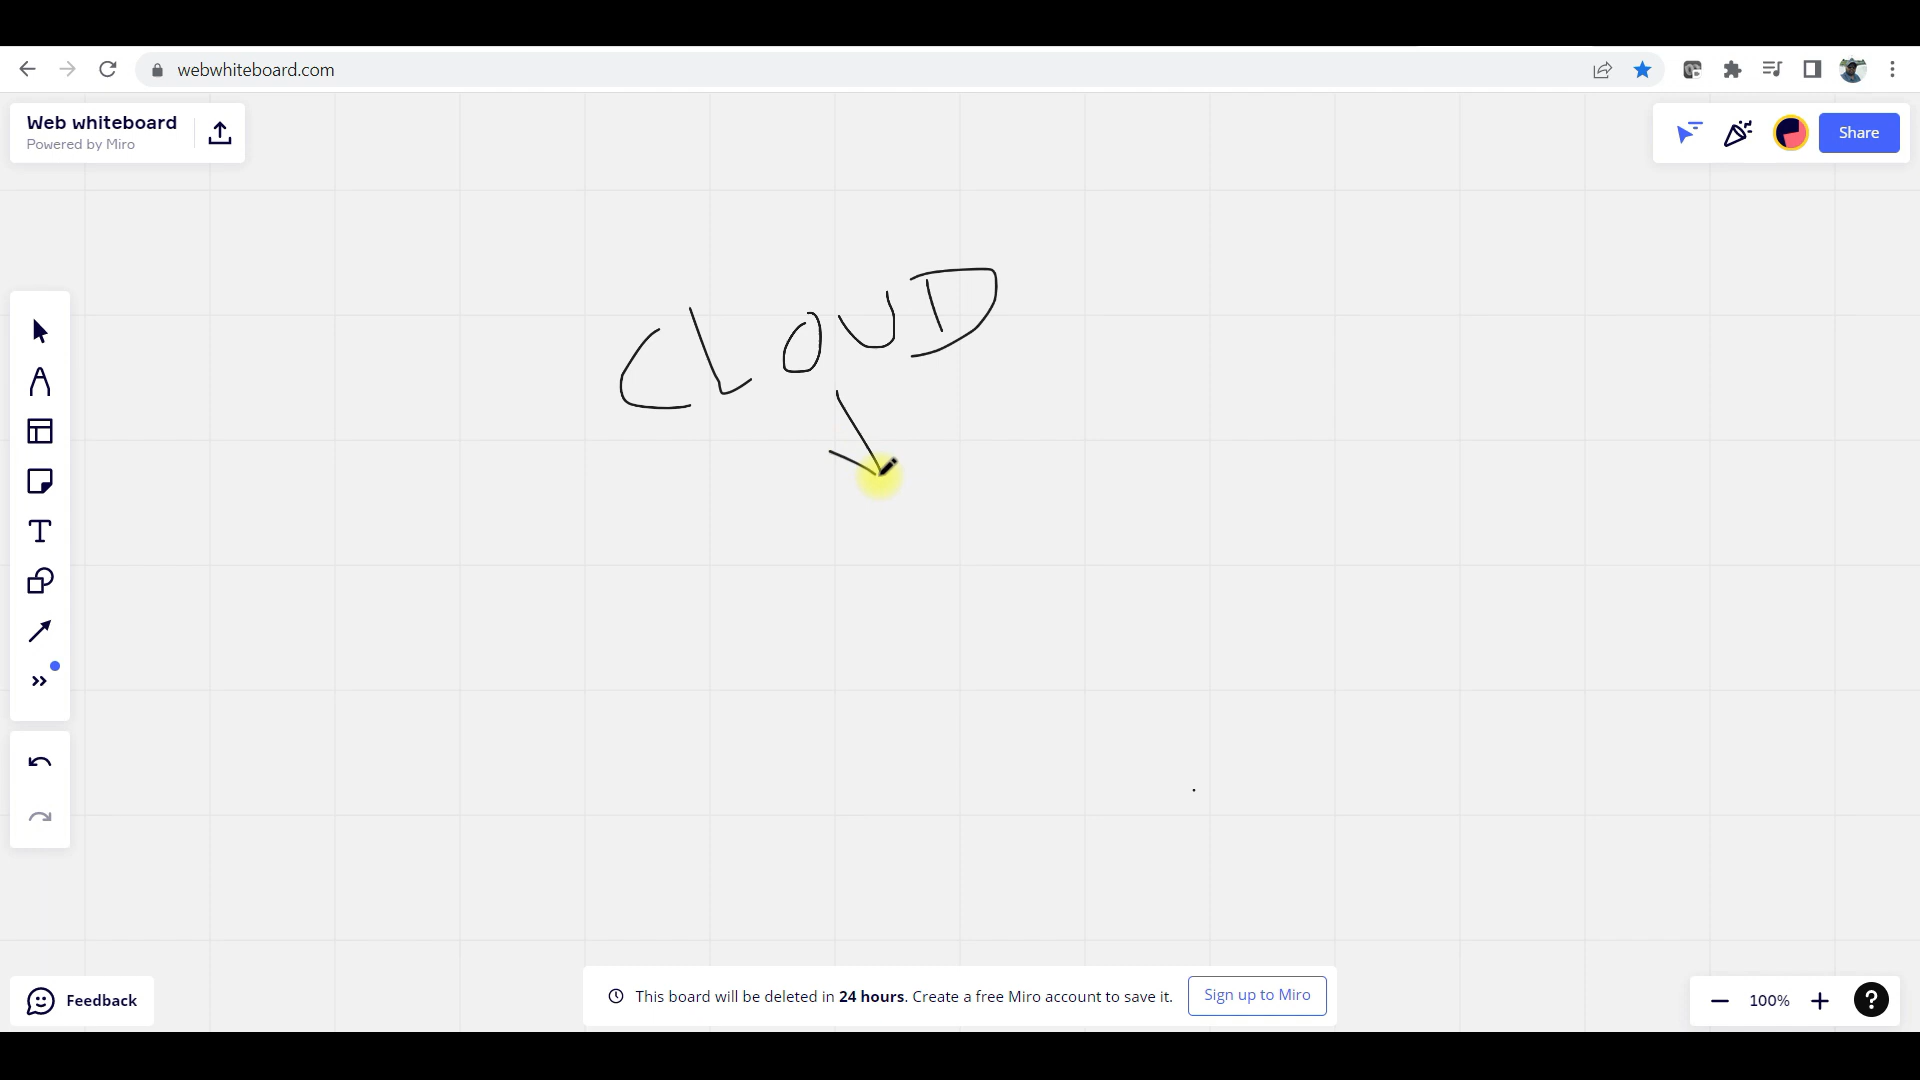 webwhiteboard.com
Web whiteboard
Powered by Miro
Share
CLOUD
Feedback
This board will be deleted in 24 hours. Create a free Miro account to save it.
Sign up to Miro
100%